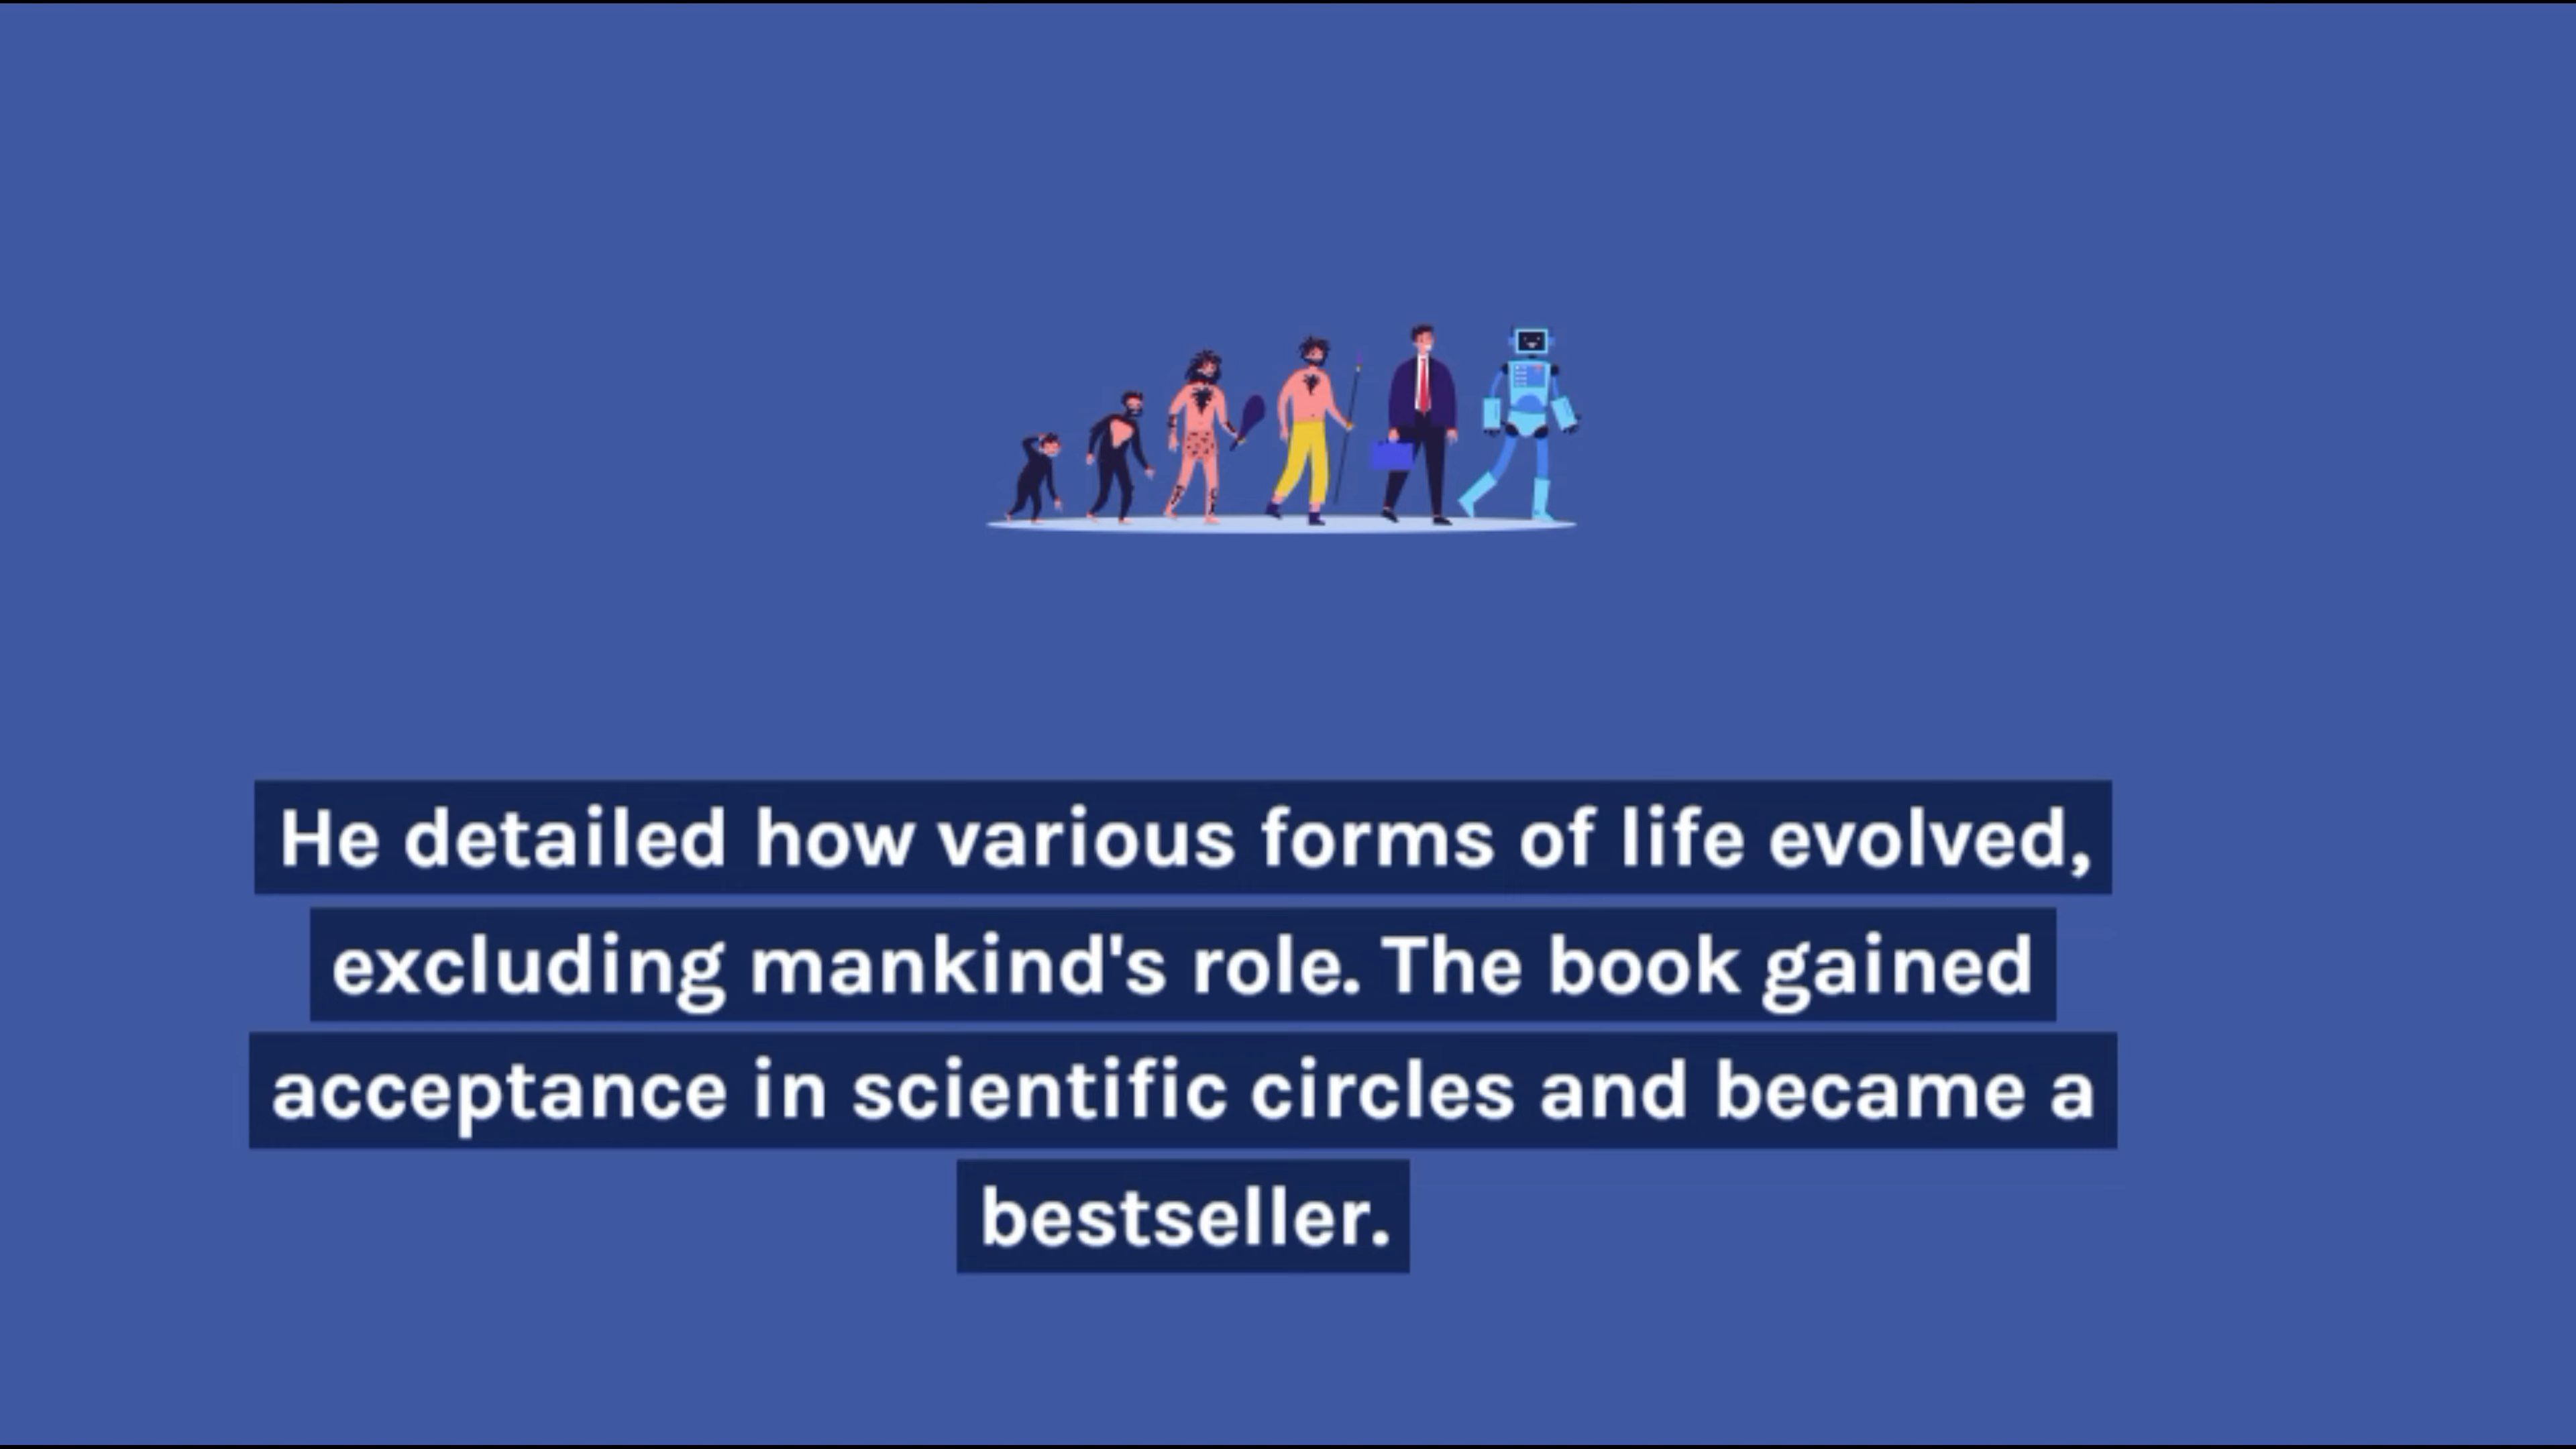 He detailed how various forms of life evolved,
excluding mankind's role. The book gained
acceptance in scientific circles and became a
bestseller.